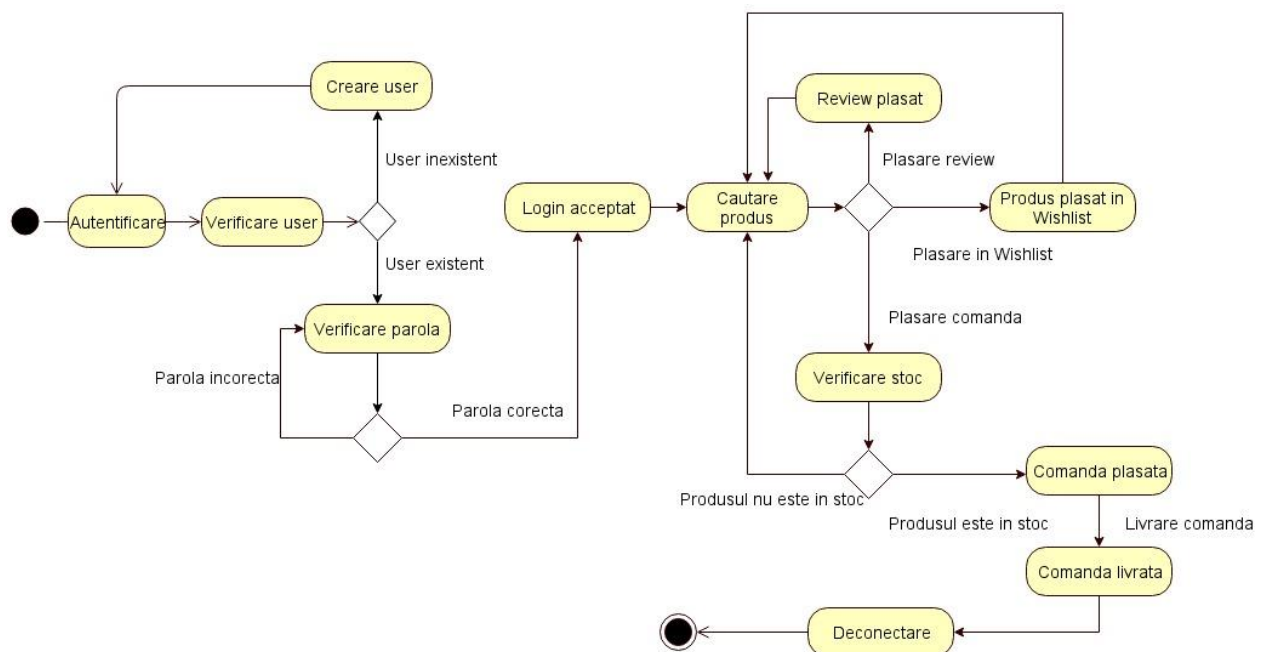 Creare user
User inexistent
Autentificare
Verificare user
User existent
Verificare parola
Parola incorecta
Parola corecta
Login acceptat
Cautare
produs
Review plasat
Plasare review
Produs plasat in
Wishlist
Plasare in Wishlist
Plasare comanda
Verificare stoc
Produsul nu este in stoc
Produsul este in stoc
Comanda plasata
Livrare comanda
Comanda livrata
Deconectare